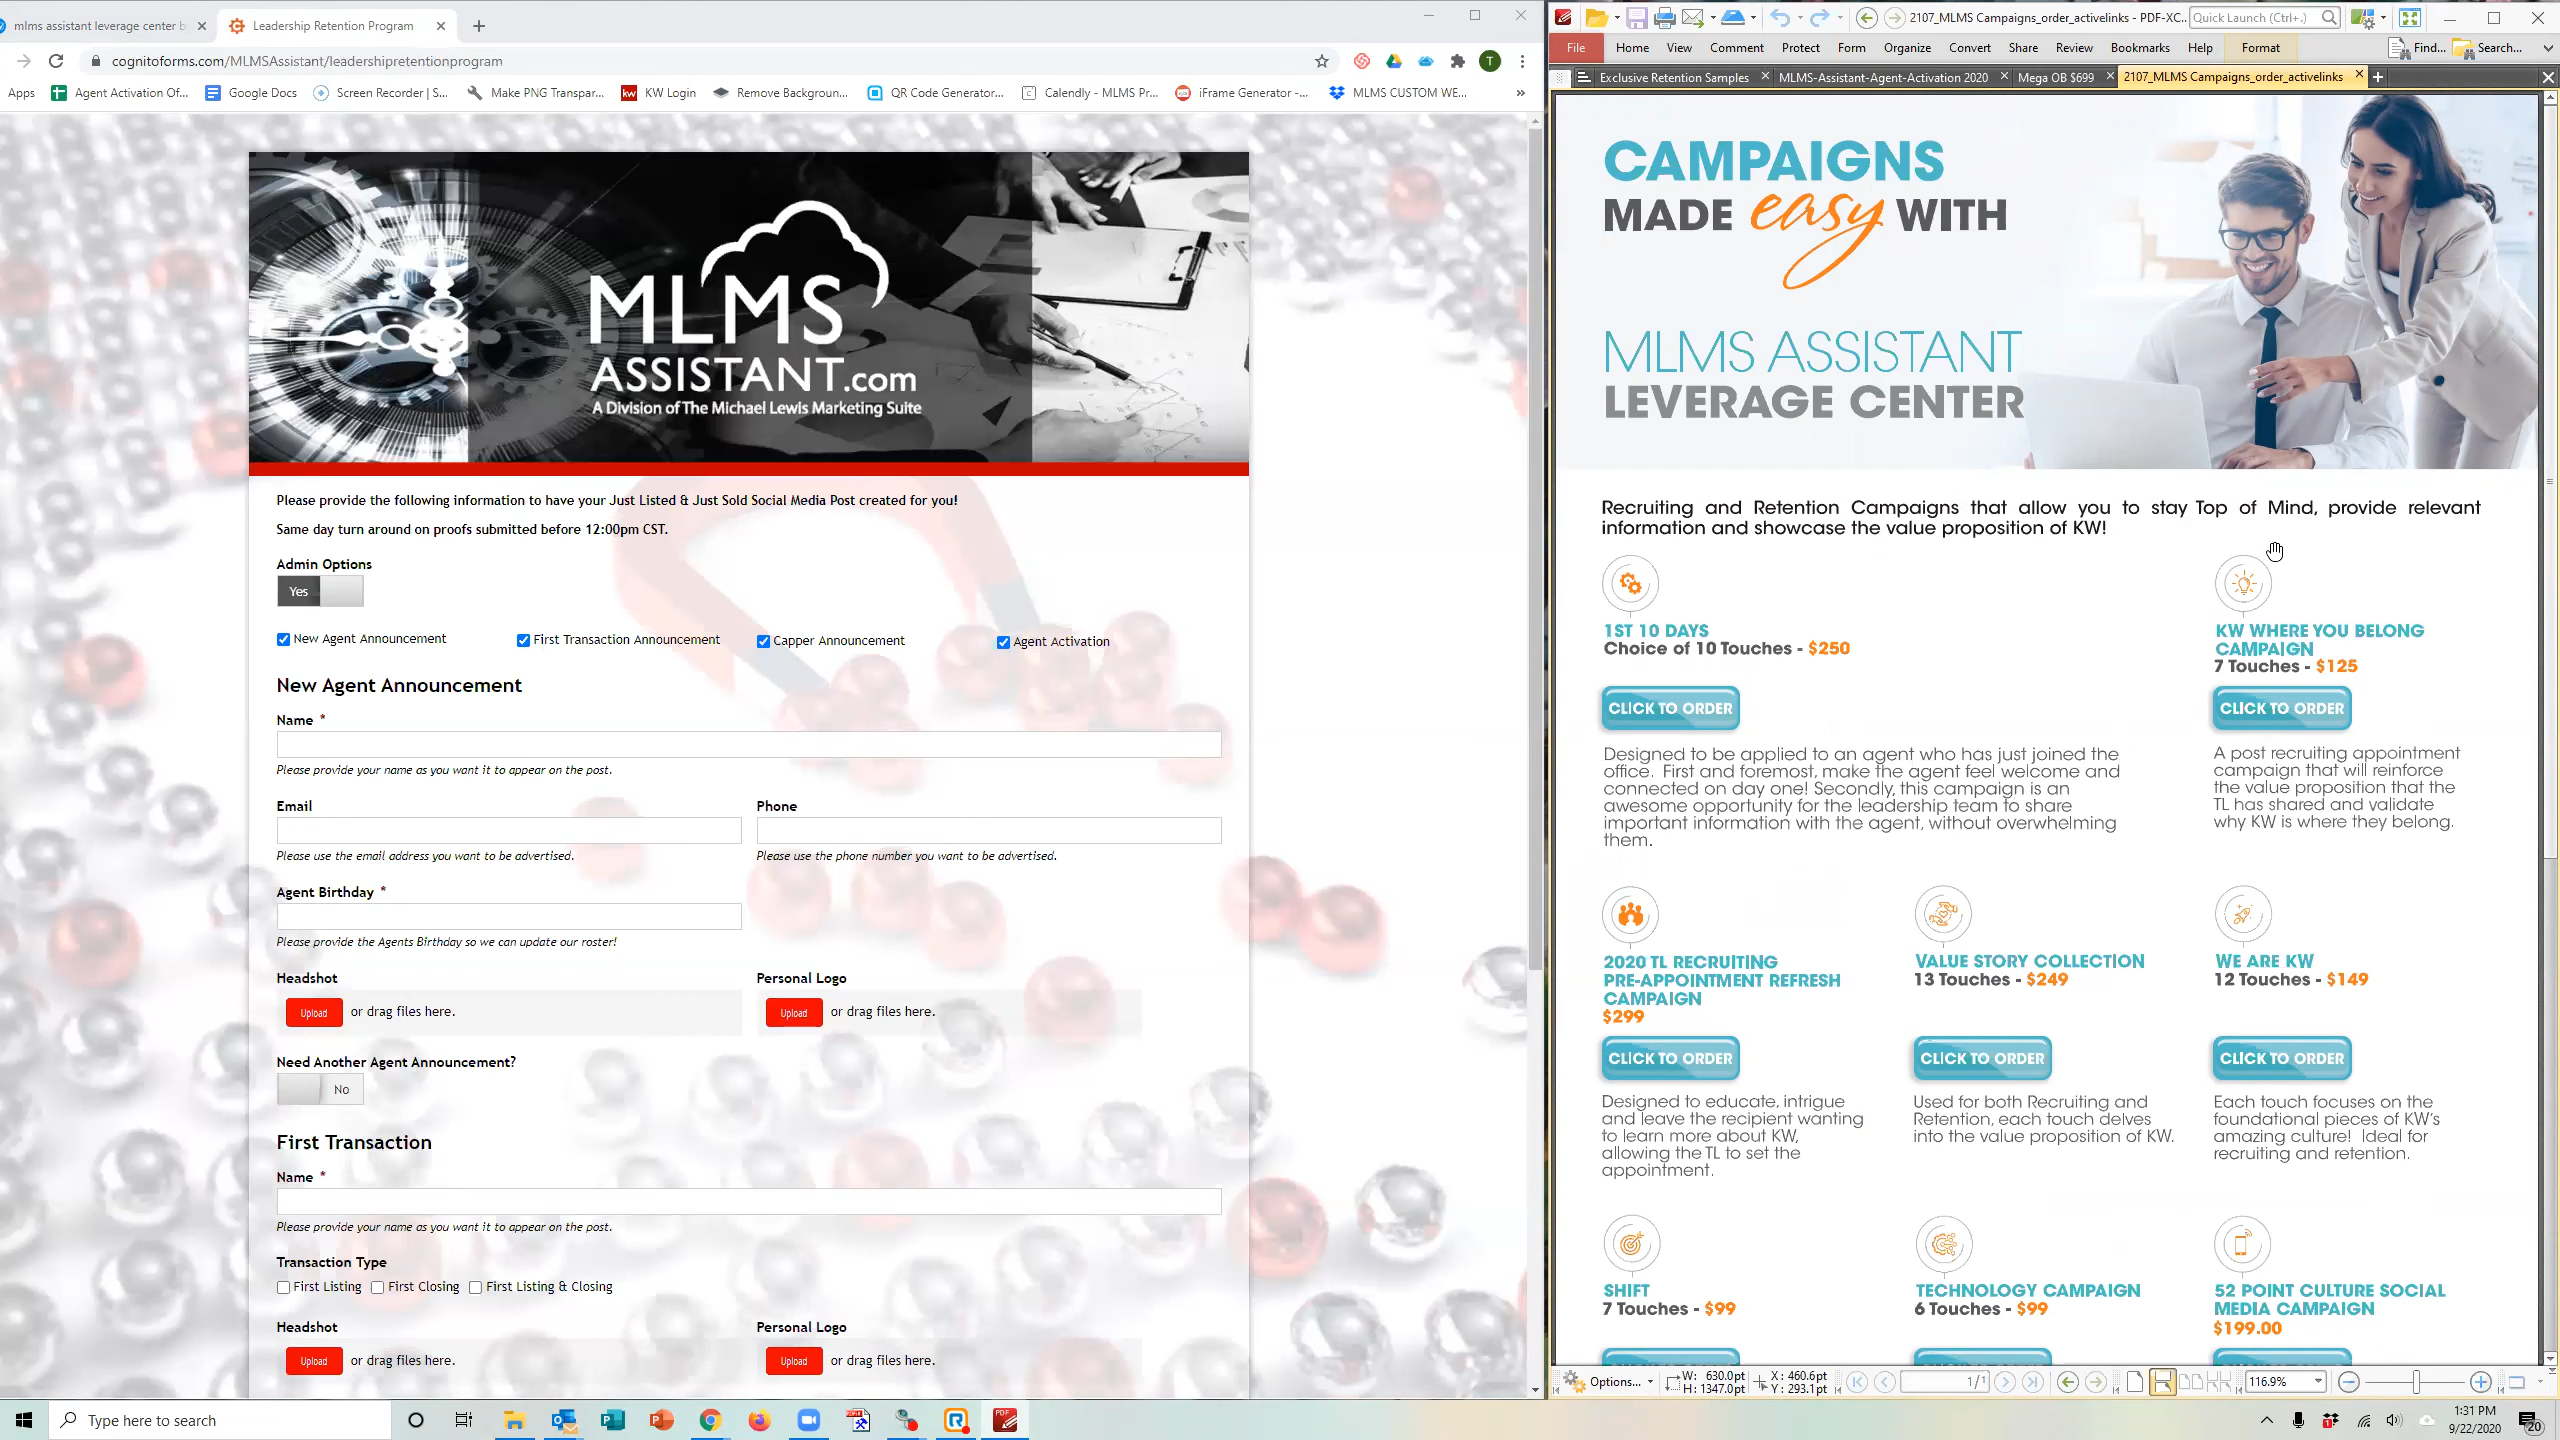 mlms assistant leverage center b
Leadership Retention Program
cognitoforms.com/MLMSAssistant/leadershipretentionprogram
T
Apps
Agent Activation Of...
Google Docs
Screen Recorder | S...
Make PNG Transpar...
kw KW Login
Remove Backgroun...
QR Code Generator...
Calendly - MLMS Pr...
iFrame Generator -...
MLMS CUSTOM WE...
MLMS
ASSISTANT.com
A Division of The Michael Lewis Marketing Suite
Please provide the following information to have your Just Listed & Just Sold Social Media Post created for you!
Same day turn around on proofs submitted before 12:00pm CST.
Admin Options
Yes
New Agent Announcement
First Transaction Announcement
Capper Announcement
Agent Activation
New Agent Announcement
Name *
Please provide your name as you want it to appear on the post.
Email
Phone
Please use the email address you want to be advertised.
Please use the phone number you want to be advertised.
Agent Birthday *
Please provide the Agents Birthday so we can update our roster!
Headshot
Personal Logo
Upload or drag files here.
Upload or drag files here.
Need Another Agent Announcement?
No
First Transaction
Name *
Please provide your name as you want it to appear on the post.
Transaction Type
First Listing
First Closing
First Listing & Closing
Headshot
Personal Logo
Upload or drag files here.
Upload or drag files here.
2107_MLMS Campaigns_order_activelinks - PDF-XC...
Quick Launch (Ctrl+.)
File
Home
View
Comment
Protect
Form
Organize
Convert
Share
Review
Bookmarks
Help
Format
Find...
Search...
Exclusive Retention Samples
MLMS-Assistant-Agent-Activation 2020
Mega OB $699
2107_MLMS Campaigns_order_activelinks
CAMPAIGNS
MADE easy WITH
MLMS ASSISTANT
LEVERAGE CENTER
Recruiting and Retention Campaigns that allow you to stay Top of Mind, provide relevant
information and showcase the value proposition of KW!
1ST 10 DAYS
Choice of 10 Touches - $250
CLICK TO ORDER
Designed to be applied to an agent who has just joined the
office. First and foremost, make the agent feel welcome and
connected on day one! Secondly, this campaign is an
awesome opportunity for the leadership team to share
important information with the agent, without overwhelming
them.
KW WHERE YOU BELONG
CAMPAIGN
7 Touches - $125
CLICK TO ORDER
A post recruiting appointment
campaign that will reinforce
the value proposition that the
TL has shared and validate
why KW is where they belong.
2020 TL RECRUITING
PRE-APPOINTMENT REFRESH
CAMPAIGN
$299
CLICK TO ORDER
Designed to educate, intrigue
and leave the recipient wanting
to learn more about KW,
allowing the TL to set the
appointment.
VALUE STORY COLLECTION
13 Touches - $249
CLICK TO ORDER
Used for both Recruiting and
Retention, each touch delves
into the value proposition of KW.
WE ARE KW
12 Touches - $149
CLICK TO ORDER
Each touch focuses on the
foundational pieces of KW's
amazing culture! Ideal for
recruiting and retention.
SHIFT
7 Touches - $99
TECHNOLOGY CAMPAIGN
6 Touches - $99
52 POINT CULTURE SOCIAL
MEDIA CAMPAIGN
$199.00
Options...
W: 630.0pt
H: 1347.0pt
X: 460.6pt
Y: 293.1pt
1/1
116.9%
Type here to search
PDF
1:31 PM
9/22/2020
20